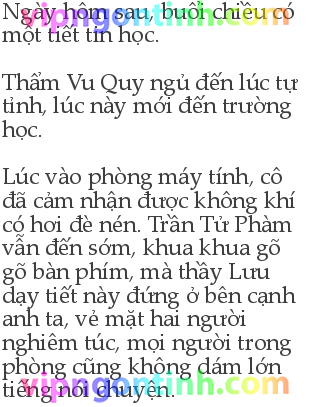 Ngày hôm sau, buổi chiều có
một tiết tin học.
Thẩm Vu Quy ngủ đến lúc tự
tỉnh, lúc này mới đến trường
học.
Lúc vào phòng máy tính, cô
đã cảm nhận được không khí
có hơi đè nén. Trần Tử Phàm
vẫn đến sớm, khua khua gõ
gõ bàn phím, mà thầy Lưu
dạy tiết này đứng ở bên cạnh
anh ta, vẻ mặt hai người
nghiêm túc, mọi người trong
phòng cũng không dám lớn
tiếng nói chuyện.
vipngontinh.com
vipngontinh.com